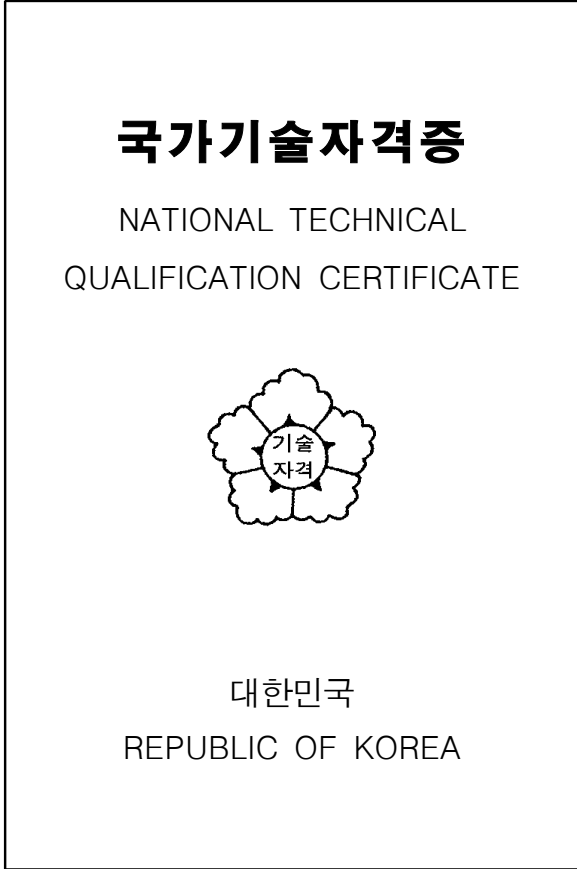 국가기술자격증
NATIONAL TECHNICAL
QUALIFICATION CERTIFICATE
기술
자격
대한민국
REPUBLIC OF KOREA